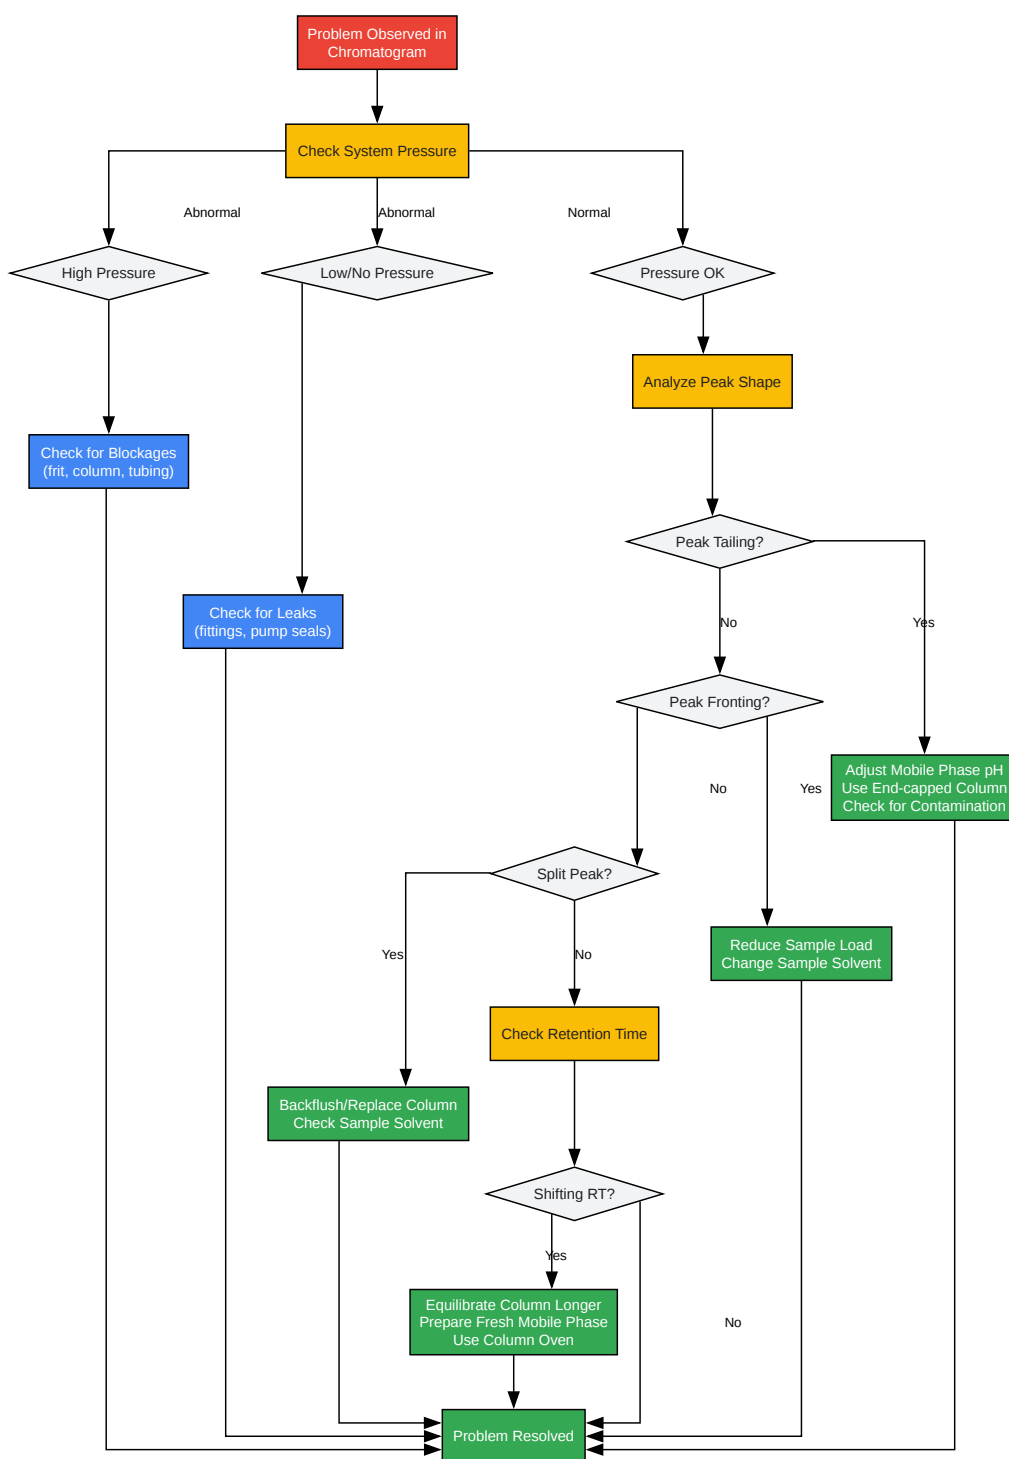 Problem Observed in
Chromatogram
Check System Pressure
Abnormal
Abnormal
Normal
High Pressure
Low/No Pressure
Pressure OK
Analyze Peak Shape
Check for Blockages
(frit, column, tubing)
Peak Tailing?
Check for Leaks
(fittings, pump seals)
No
Yes
Peak Fronting?
Adjust Mobile Phase pH
Use End-capped Column
Check for Contamination
No
Yes
Split Peak?
Reduce Sample Load
Change Sample Solvent
Yes
No
Check Retention Time
Backflush/Replace Column
Check Sample Solvent
Shifting RT?
Yes
Equilibrate Column Longer
Prepare Fresh Mobile Phase
Use Column Oven
No
Problem Resolved